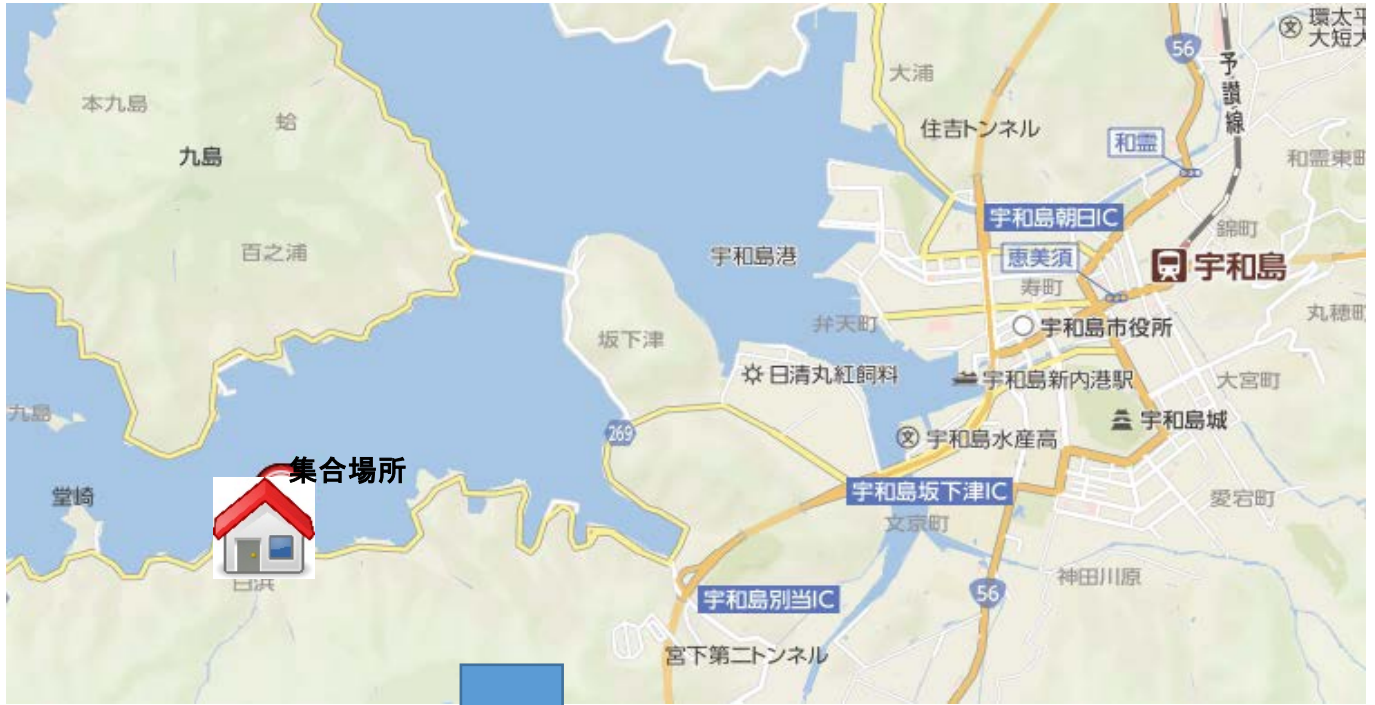 環太平
大短大
56
予讃線
大浦
本九島
蛤
住吉トンネル
和霊
九島
和霊東町
宇和島朝日IC
錦町
百之浦
宇和島港
恵美須
宇和島
寿町
丸穂町
弁天町
宇和島市役所
坂下津
日清丸紅飼料
宇和島新内港駅
大宮町
九島
宇和島城
269
文
宇和島水産高
集合場所
宇和島坂下津IC
堂崎
愛宕町
文京町
白浜
神田川原
宇和島別当IC
56
宮下第二トンネル